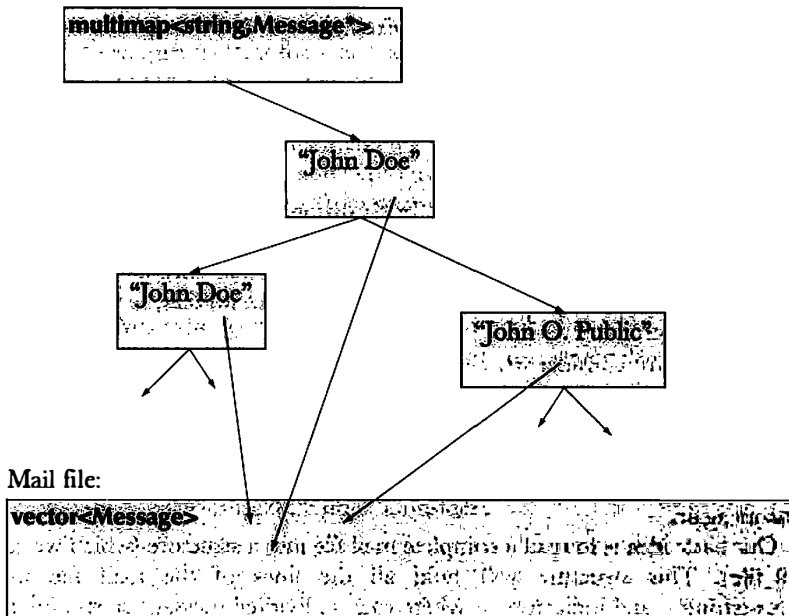 multimap<string,Message*>
"John Doe"
"John Doe"
"John O. Public"
Mail file:
vector<Message>